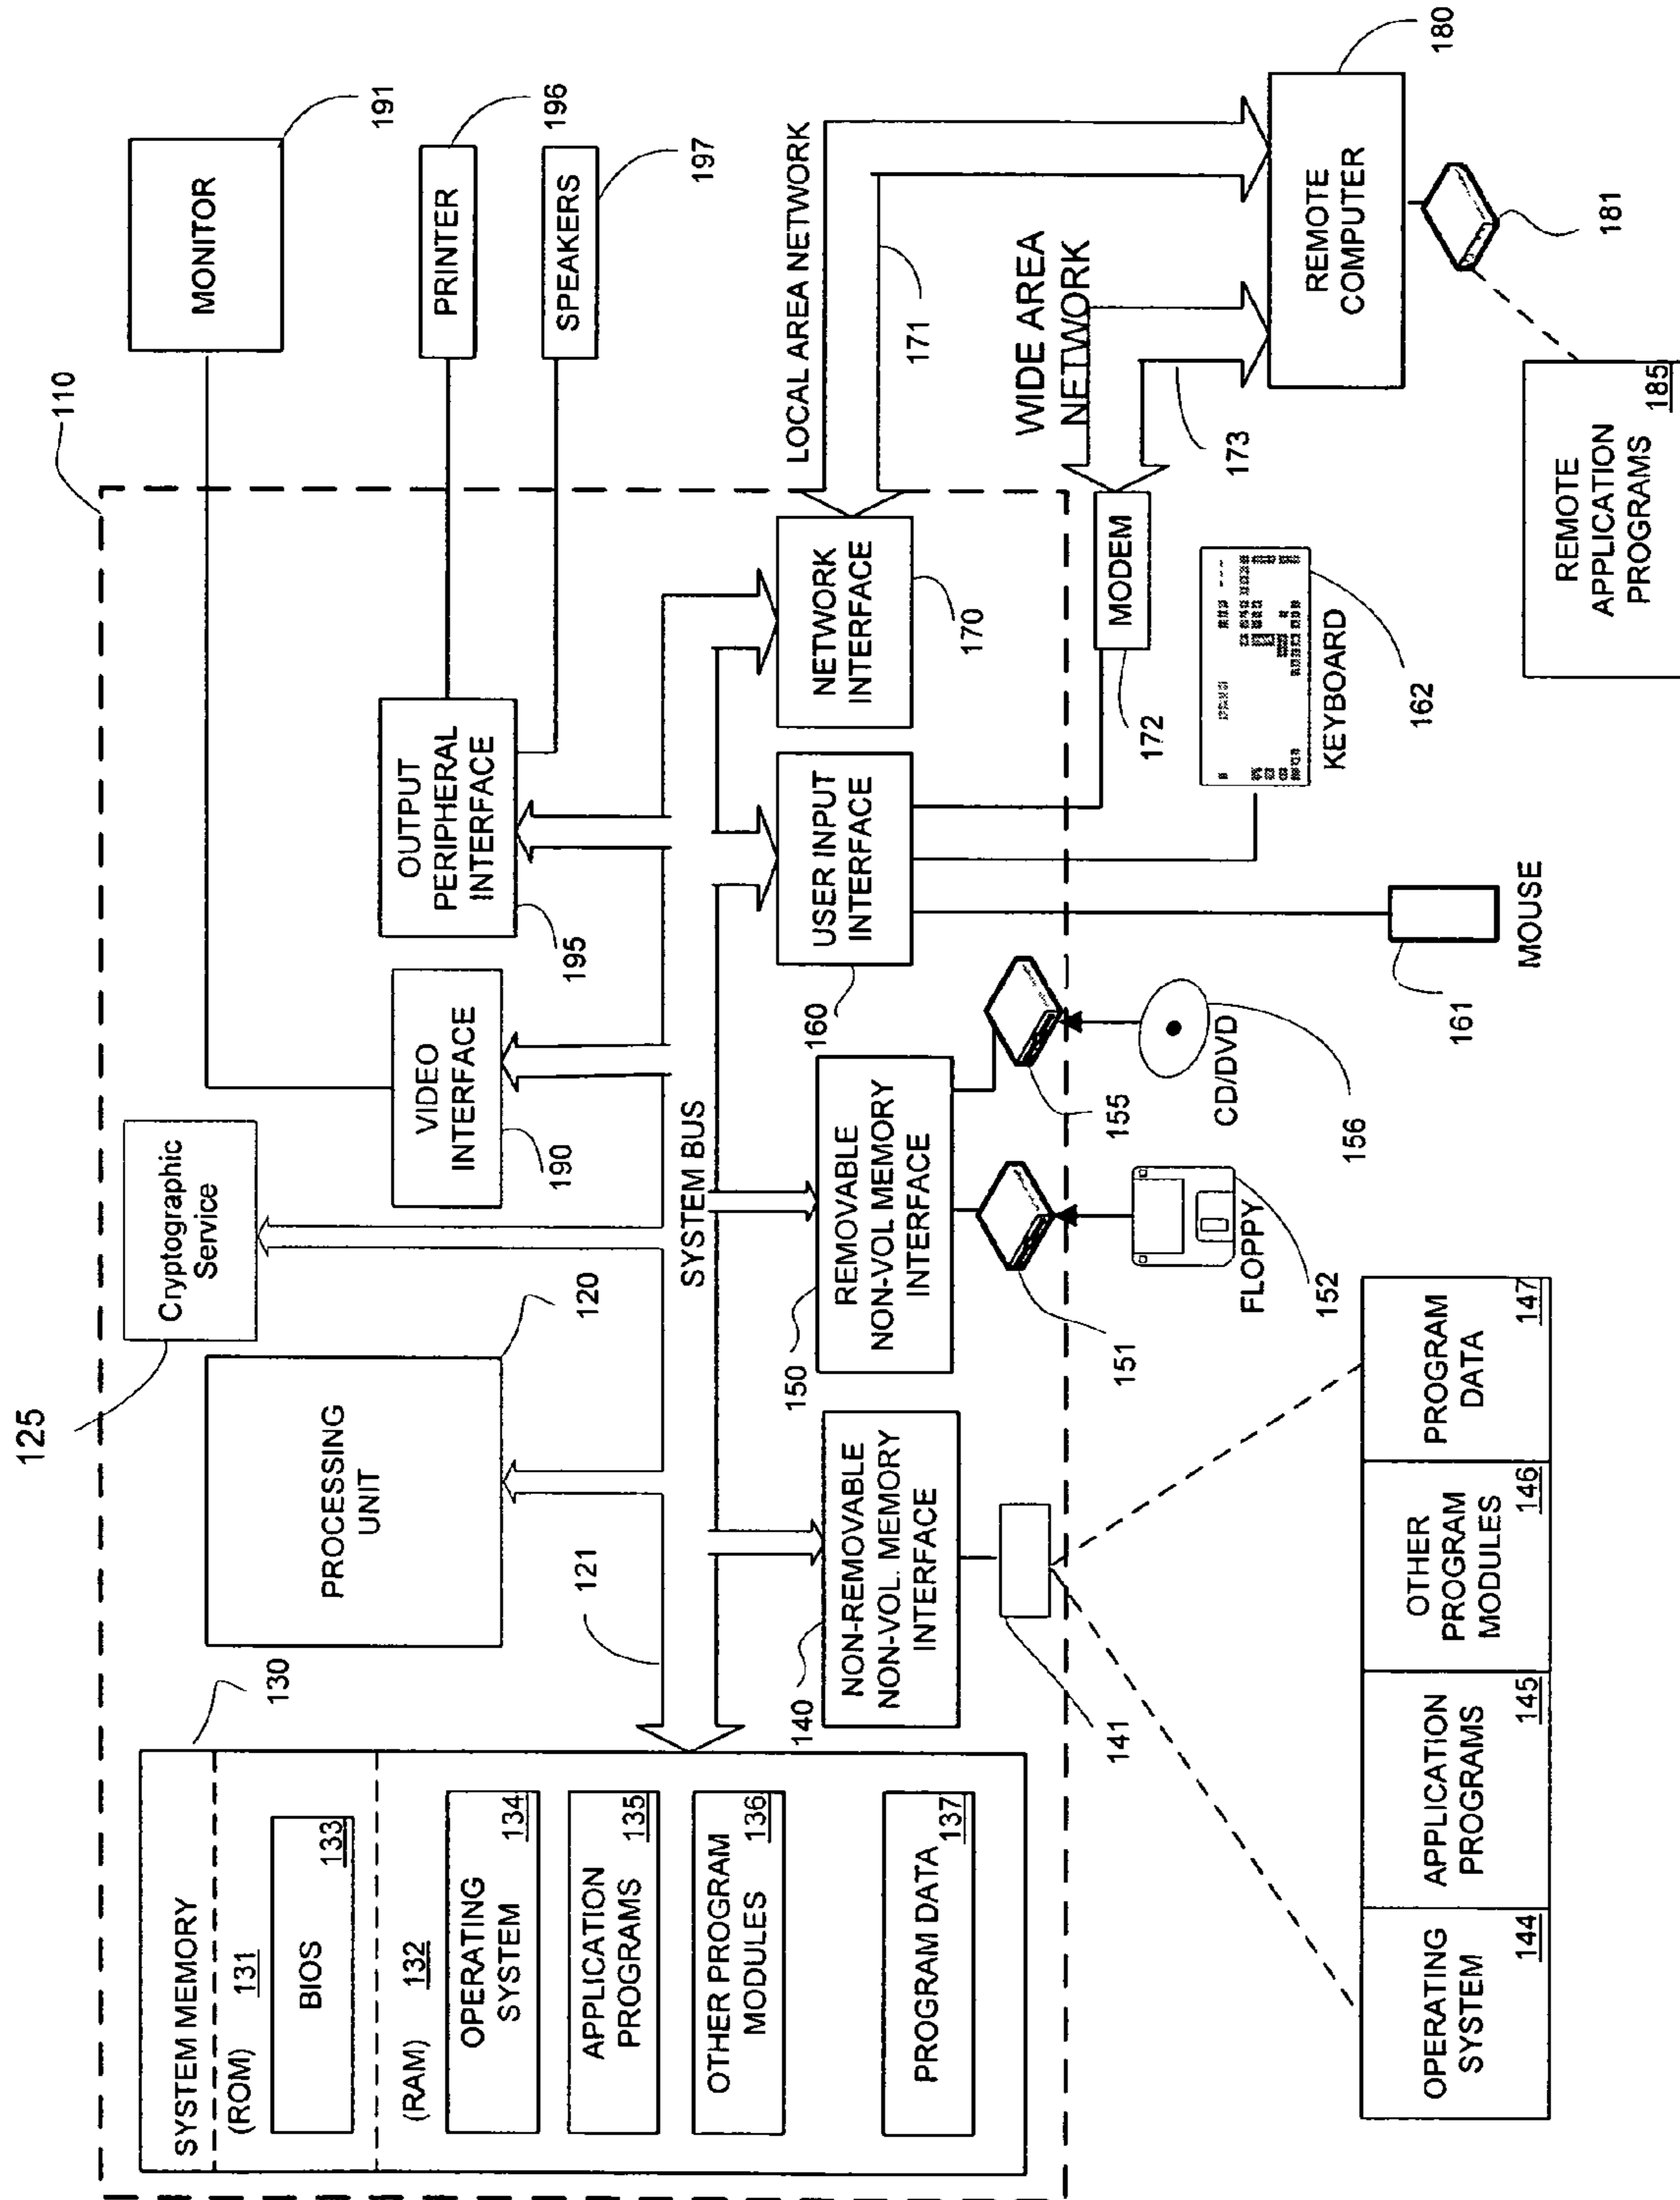 110
125
SYSTEM MEMORY
130
(ROM) 131
BIOS
133
(RAM) 132
OPERATING
SYSTEM
134
APPLICATION
PROGRAMS
135
OTHER PROGRAM
MODULES
136
PROGRAM DATA
137
PROCESSING
UNIT
120
121
Cryptographic
Service
VIDEO
INTERFACE
190
OUTPUT
PERIPHERAL
INTERFACE
195
MONITOR
191
PRINTER
196
SPEAKERS
197
SYSTEM BUS
NON-REMOVABLE
NON-VOL. MEMORY
INTERFACE
140
141
REMOVABLE
NON-VOL MEMORY
INTERFACE
150
151
155
USER INPUT
INTERFACE
160
NETWORK
INTERFACE
170
LOCAL AREA NETWORK
171
WIDE AREA
NETWORK
173
MODEM
172
FLOPPY
152
CD/DVD
156
MOUSE
161
KEYBOARD
162
REMOTE
COMPUTER
180
181
REMOTE
APPLICATION
PROGRAMS
185
OPERATING
SYSTEM
144
APPLICATION
PROGRAMS
145
OTHER
PROGRAM
MODULES
146
PROGRAM
DATA
147